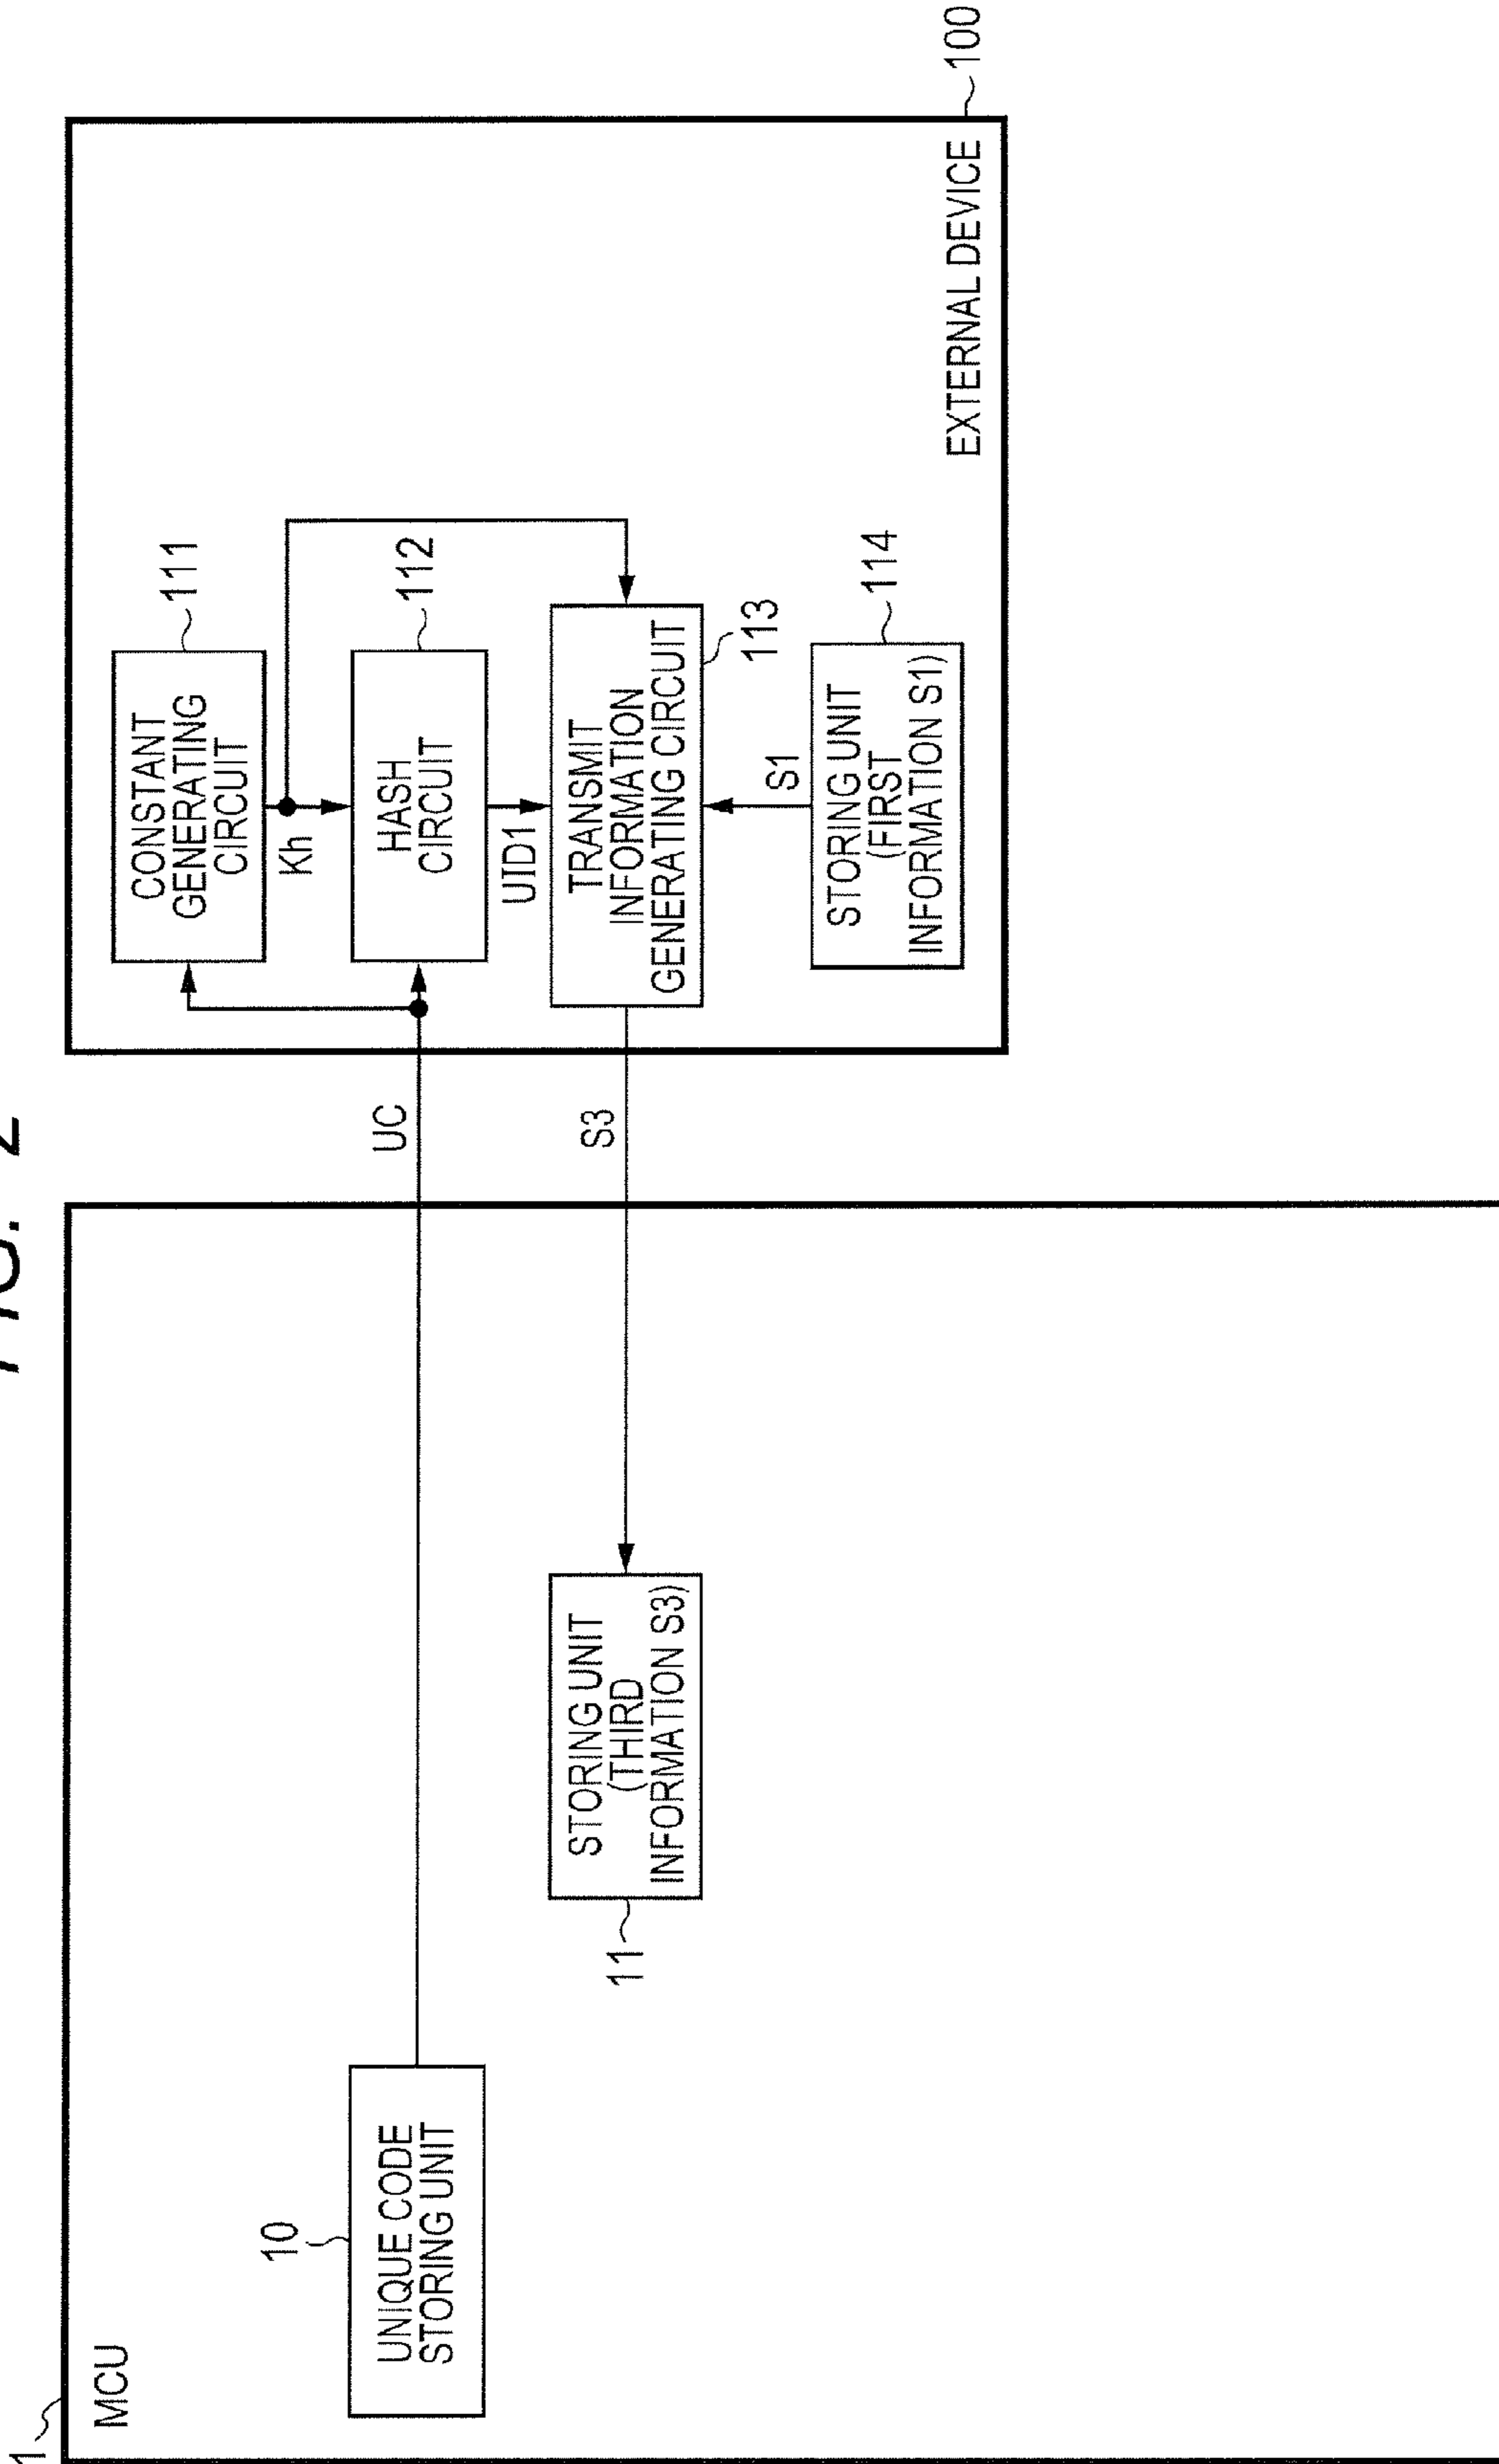 FIG. 2
1
MCU
10
UNIQUE CODE
STORING UNIT
11
STORING UNIT
(THIRD
INFORMATION S3)
UC
S3
100
EXTERNAL DEVICE
CONSTANT
GENERATING
CIRCUIT
111
Kh
HASH
CIRCUIT
112
UID1
TRANSMIT
INFORMATION
GENERATING CIRCUIT
113
S1
STORING UNIT
(FIRST
INFORMATION S1)
114